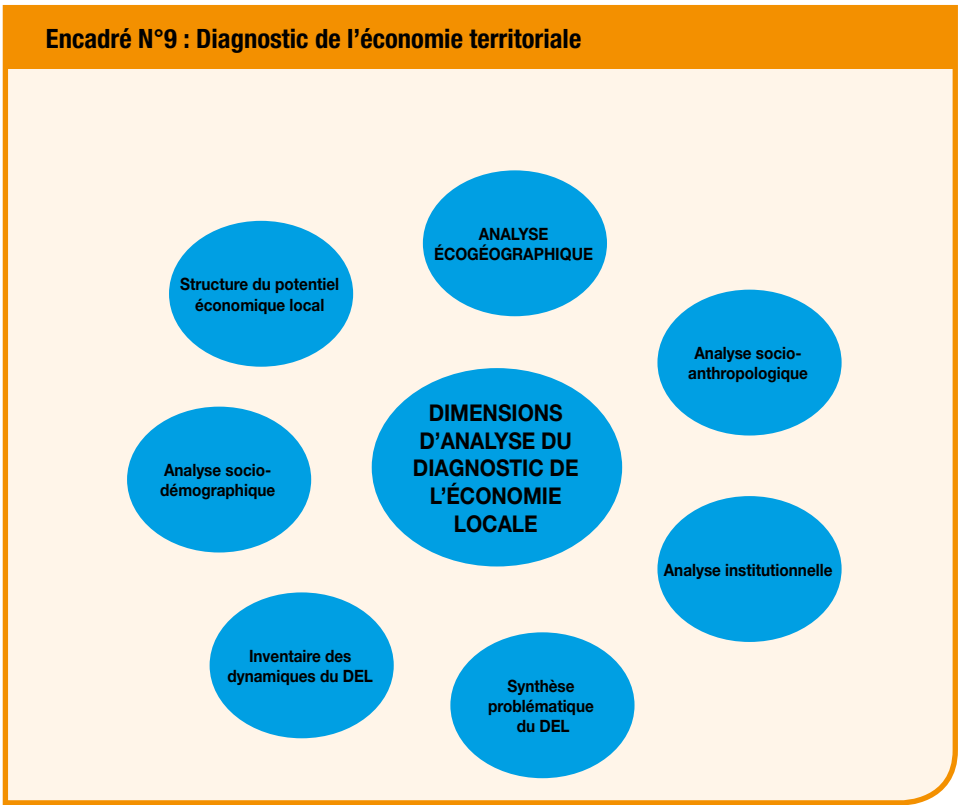 Encadré N°9 : Diagnostic de l'économie territoriale
ANALYSE
ÉCOGÉOGRAPHIQUE
Structure du potentiel
économique local
Analyse socio-
anthropologique
DIMENSIONS
D'ANALYSE DU
DIAGNOSTIC DE
L'ÉCONOMIE
LOCALE
Analyse socio-
démographique
Analyse institutionnelle
Inventaire des
dynamiques du DEL
Synthèse
problématique
du DEL